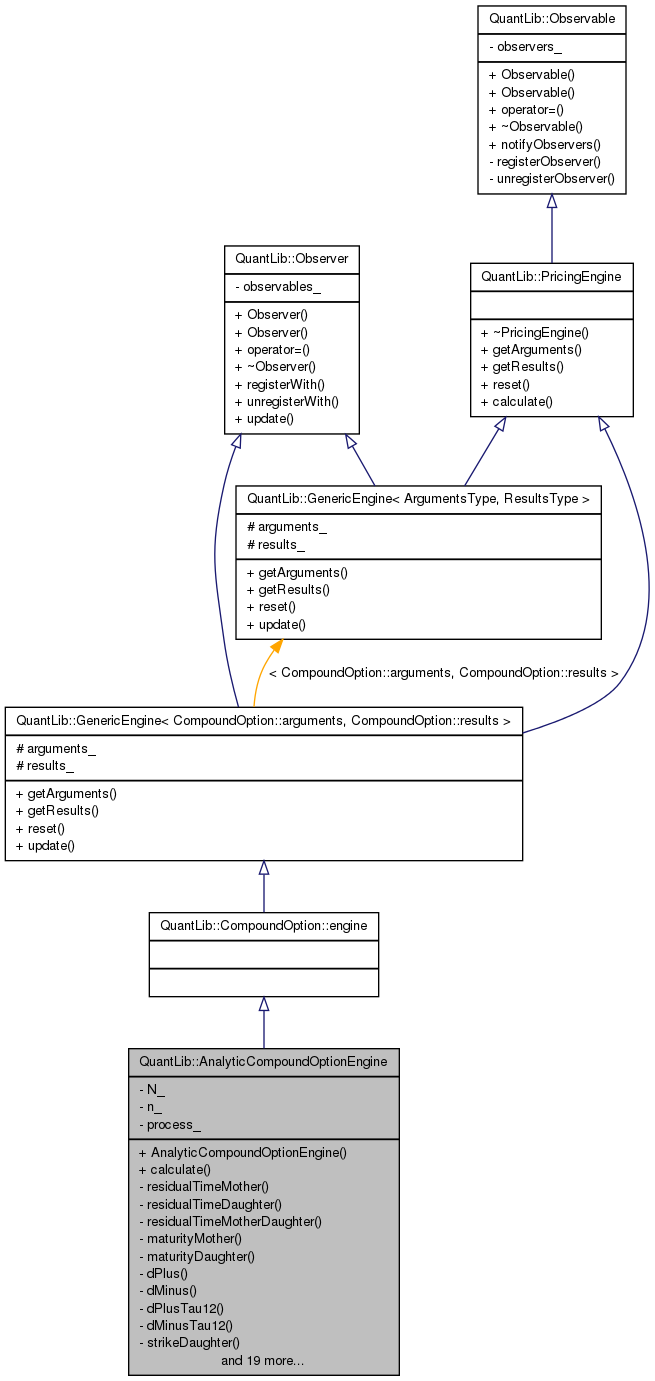 QuantLib::Observable
- observers_
+ Observable()
+ Observable()
+ operator=()
+ ~Observable()
+ notifyObservers()
- registerObserver()
- unregisterObserver()
QuantLib::Observer
- observables_
+ Observer()
+ Observer()
+ operator=()
+ ~Observer()
+ registerWith()
+ unregisterWith()
+ update()
QuantLib::PricingEngine
+ ~PricingEngine()
+ getArguments()
+ getResults()
+ reset()
+ calculate()
QuantLib::GenericEngine< ArgumentsType, ResultsType >
# arguments_
# results_
+ getArguments()
+ getResults()
+ reset()
+ update()
< CompoundOption::arguments, CompoundOption::results >
QuantLib::GenericEngine< CompoundOption::arguments, CompoundOption::results >
# arguments_
# results_
+ getArguments()
+ getResults()
+ reset()
+ update()
QuantLib::CompoundOption::engine
QuantLib::AnalyticCompoundOptionEngine
- N_
- n_
- process_
+ AnalyticCompoundOptionEngine()
+ calculate()
- residualTimeMother()
- residualTimeDaughter()
- residualTimeMotherDaughter()
- maturityMother()
- maturityDaughter()
- dPlus()
- dMinus()
- dPlusTau12()
- dMinusTau12()
- strikeDaughter()
and 19 more...